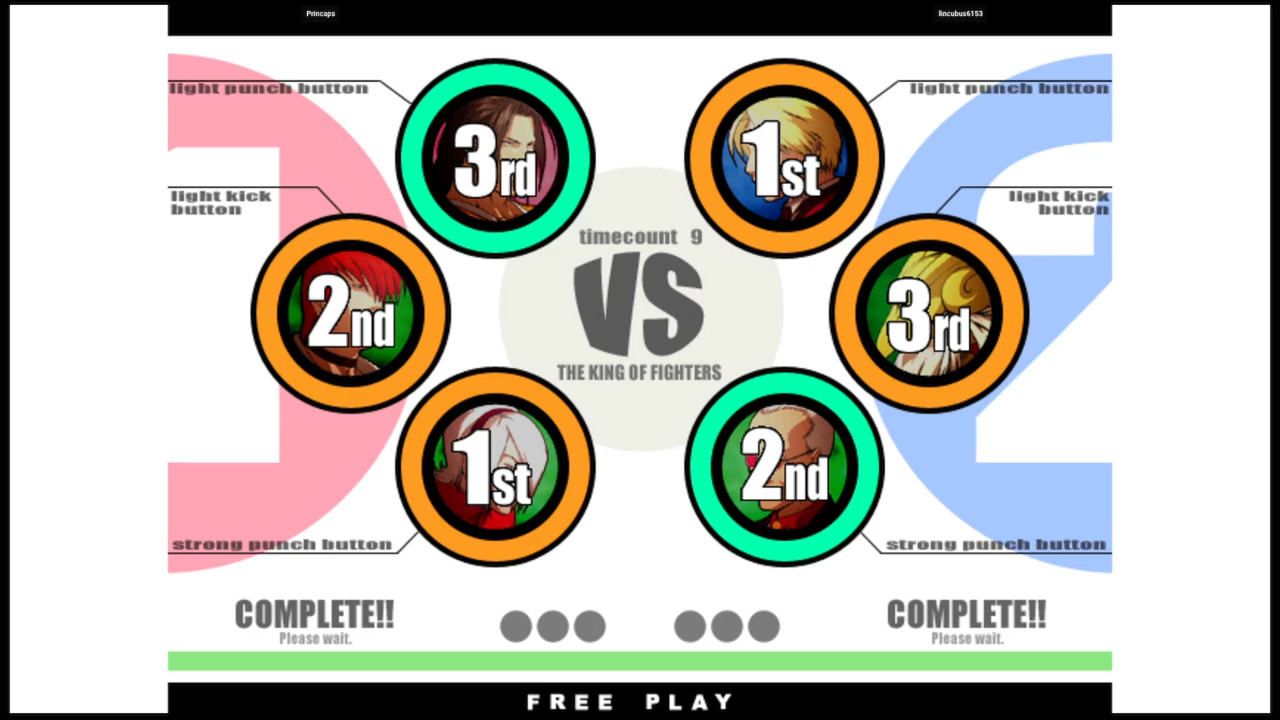 Princaps
lincubus6153
light punch button
light punch button
3rd
1st
light kick
button
light kick
button
timecount 9
VS
THE KING OF FIGHTERS
2nd
3rd
1st
2nd
strong punch button
strong punch button
COMPLETE!!
Please wait.
COMPLETE!!
Please wait.
FREE PLAY